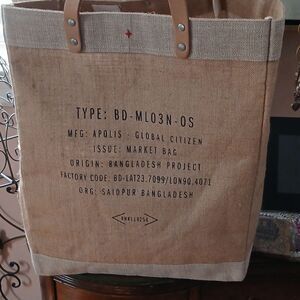 TYPE: BD-ML03N-OS
MFG: APOLIS : GLOBAL CITIZEN
ISSUE: MARKET BAG
ORIGIN: BANGLADESH PROJECT
FACTORY CODE: BD-LA123.7099/LON90.4071
ORG: SAIDPUR BANGLADESH